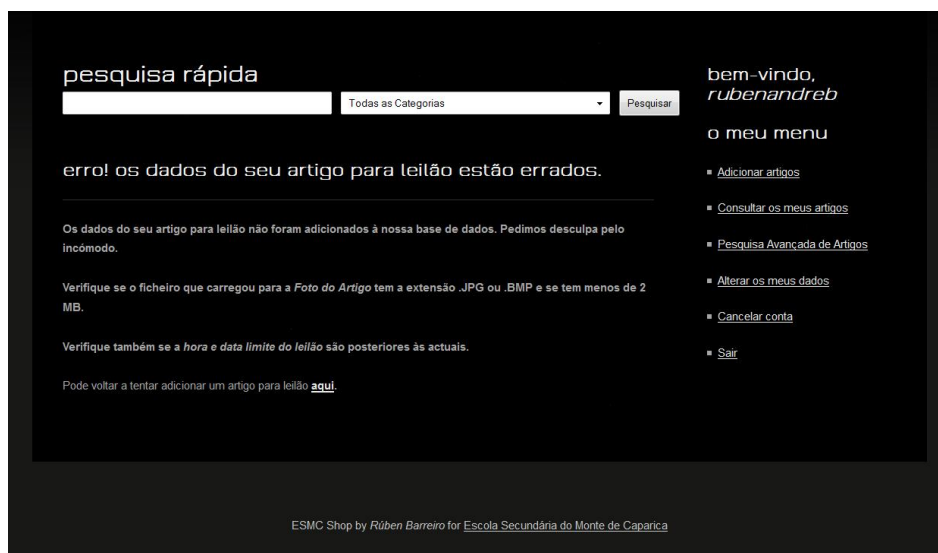 pesquisa rápida
Todas as Categorias
Pesquisar
erro! os dados do seu artigo para leilão estão errados.
Os dados do seu artigo para leilão não foram adicionados à nossa base de dados. Pedimos desculpa pelo
incómodo.
Verifique se o ficheiro que carregou para a Foto do Artigo tem a extensão .JPG ou .BMP e se tem menos de 2
MB.
Verifique também se a hora e data limite do leilão são posteriores às actuais.
Pode voltar a tentar adicionar um artigo para leilão aqui.
bem-vindo,
rubenandreb
o meu menu
Adicionar artigos
Consultar os meus artigos
Pesquisa Avançada de Artigos
Alterar os meus dados
Cancelar conta
Sair
ESMC Shop by Rúben Barreiro for Escola Secundária do Monte de Caparica